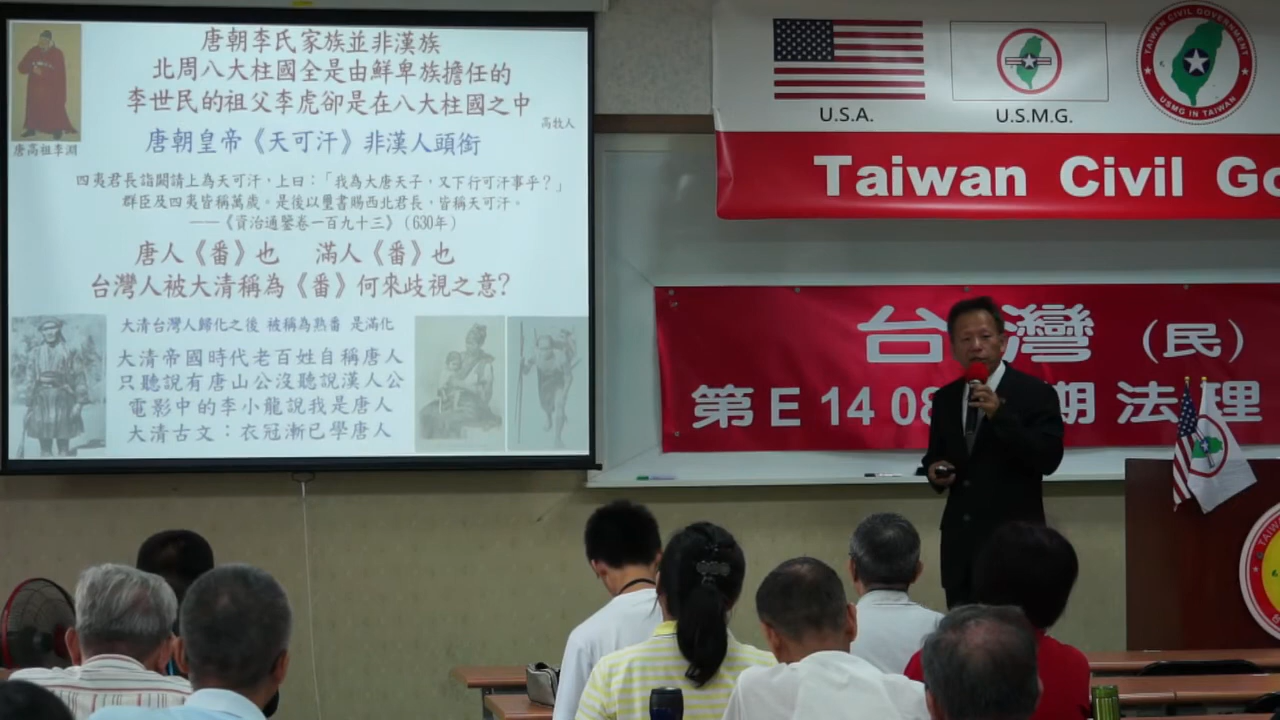 唐朝李氏家族並非漢族
北周八大柱國全是由鮮卑族擔任的
李世民的祖父李虎卻是在八大柱國之中
高牧人
唐高祖李淵
唐朝皇帝《天可汗》非漢人頭銜
四夷君長詣闕請上為天可汗，上曰：「我為大唐天子，又下行可汗事乎？」
群臣及四夷皆稱萬歲。是後以璽書賜西北君長，皆稱天可汗。
——《資治通鑒卷一百九十三》（630年）
唐人《番》也 滿人《番》也
台灣人被大清稱為《番》何來歧視之意?
大清台灣人歸化之後 被稱為熟番 是滿化
大清帝國時代老百姓自稱唐人
只聽說有唐山公沒聽說漢人公
電影中的李小龍說我是唐人
大清古文：衣冠漸已學唐人
U.S.A.
U.S.M.G.
TAIWAN CIVIL GOVERNMENT
USMG IN TAIWAN
Taiwan Civil Go
台灣（民）
第E 14 08 期 法理